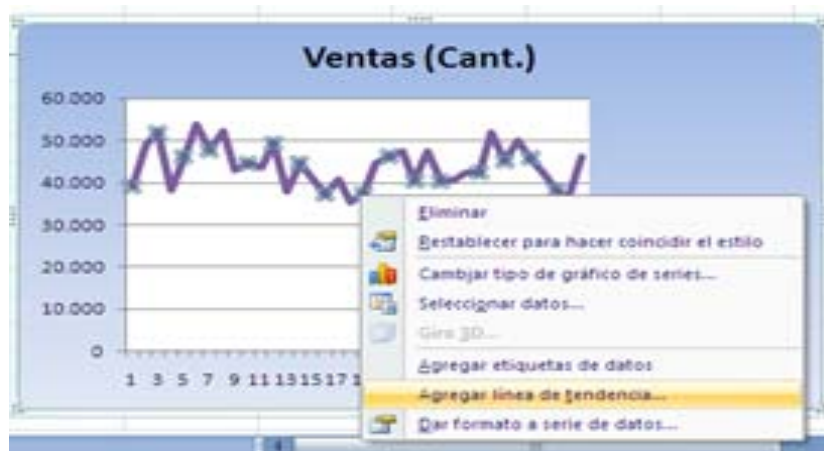 Ventas (Cant.)
60.000
50.000
40.000
30.000
20.000
10.000
0
1 3 5 7 9 11 13 15 17 1
Eliminar
Restablecer para hacer coincidir el estilo
Cambiar tipo de gráfico de series...
Seleccionar datos...
Giro 3D...
Agregar etiquetas de datos
Agregar línea de tendencia...
Dar formato a serie de datos...